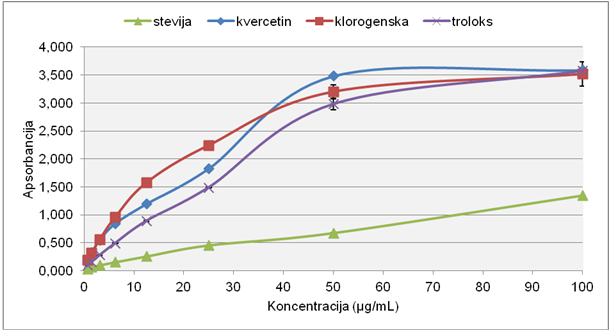 stevija kvercetin klorogenska troloks
4,000
3,500
3,000
2,500
2,000
1,500
1,000
0,500
0,000
Apsorbancija
0 10 20 30 40 50 60 70 80 90 100
Koncentracija (µg/mL)